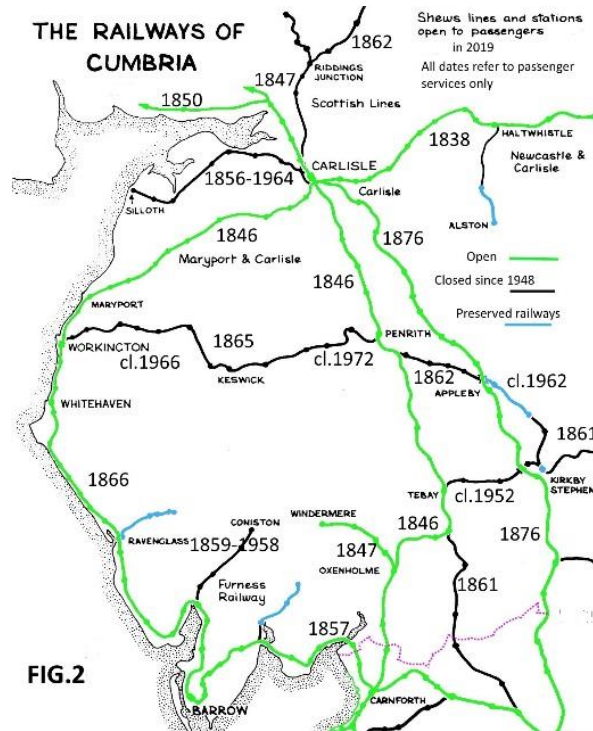 THE RAILWAYS OF
CUMBRIA
Shews lines and stations
open to passengers
in 2019
All dates refer to passenger
services only
1862
RIDDINGS
JUNCTION
1847
1850
Scottish Lines
1838
HALTWHISTLE
Newcastle &
Carlisle
CARLISLE
Carlisle
1856-1964
SILLOTH
ALSTON
1846
Maryport & Carlisle
1876
1846
Open
Closed since 1948
Preserved railways
MARYPORT
WORKINGTON
1865
cl.1966
KESWICK
cl.1972
PENRITH
1862
APPLEBY
cl.1962
WHITEHAVEN
1861
KIRKBY
STEPHEN
TEBAY
cl.1952
1866
RAVENGLASS
CONISTON
1859-1958
WINDERMERE
1846
1847
OXENHOLME
1876
1861
Furness
Railway
1857
FIG.2
BARROW
CARNFORTH